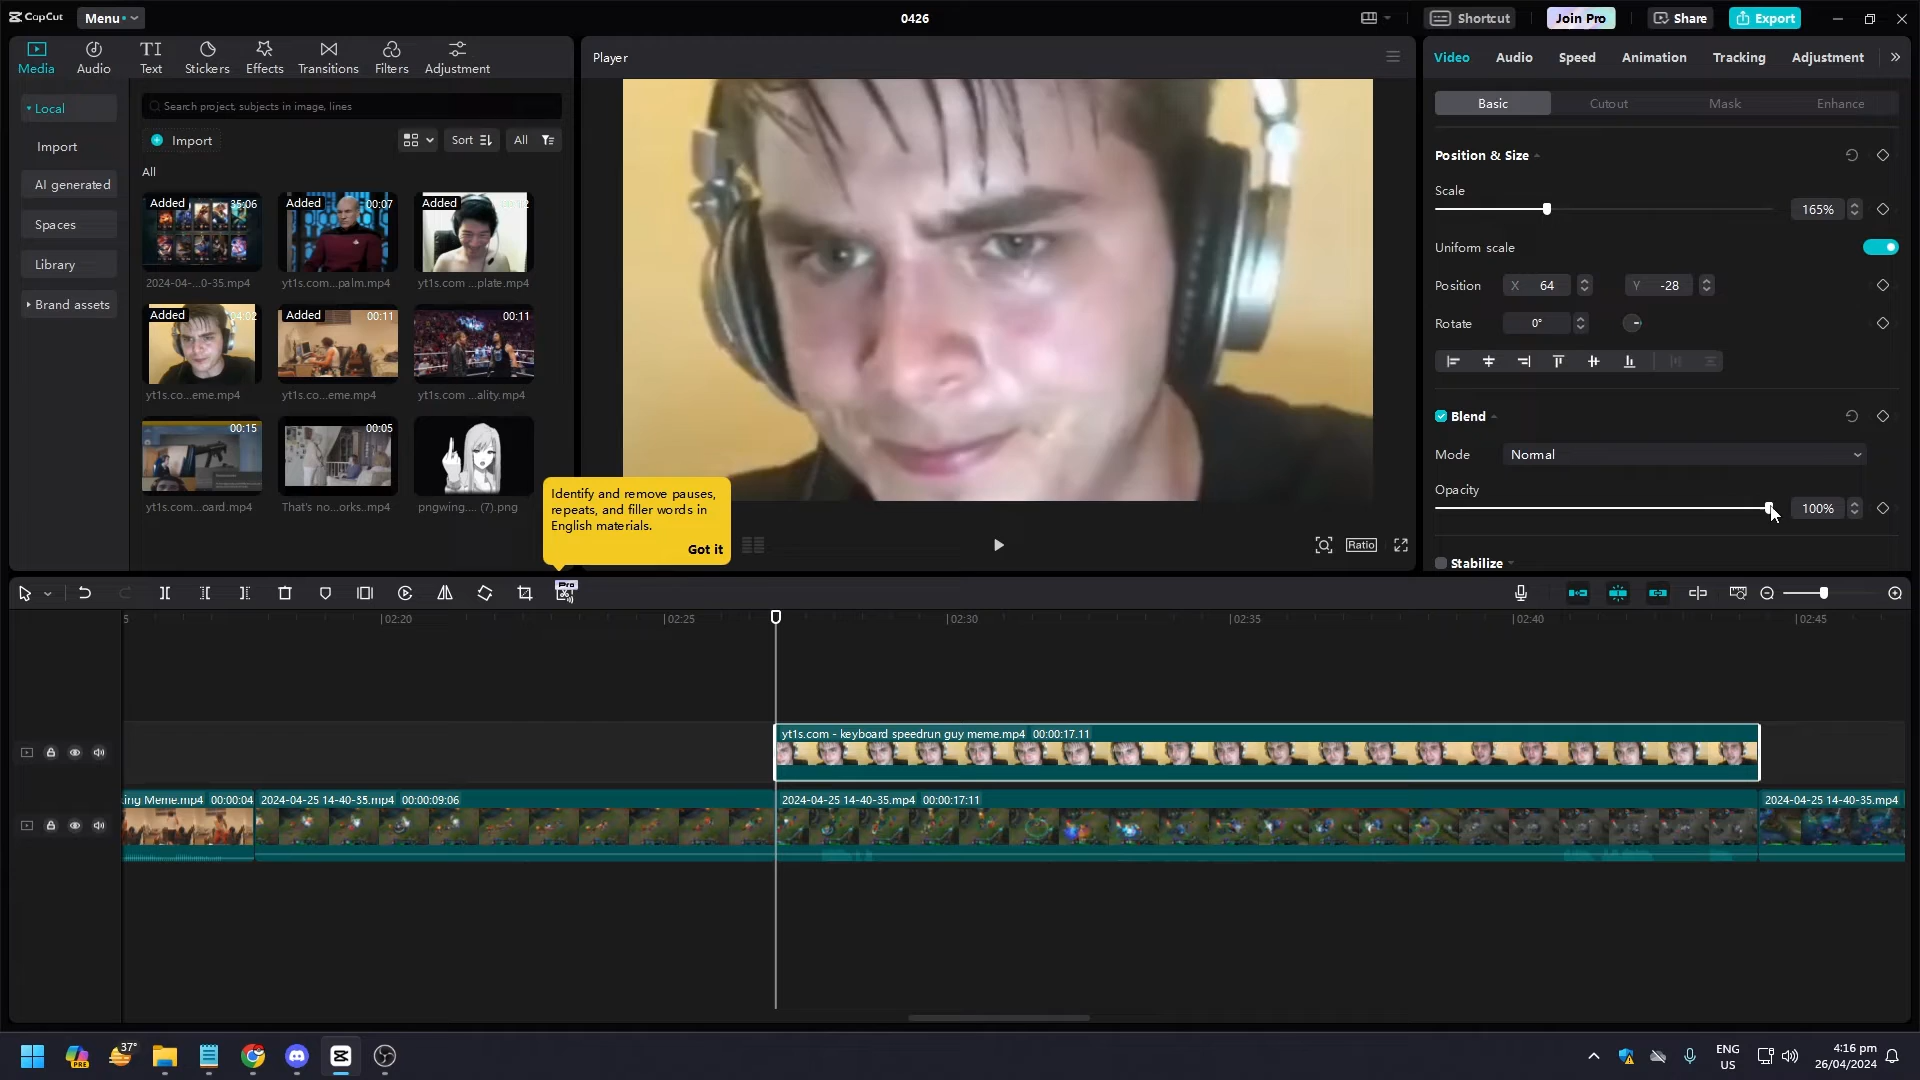 CapCut
Menu
0426
Shortcut
Join Pro
Share
Export
Media
Audio
Text
Stickers
Effects
Transitions
Filters
Adjustment
Local
Import
AI generated
Spaces
Library
Brand assets
Search project, subjects in image, lines
Import
Sort
All
All
Added 35:06
Added 00:07
Added
2024-04-...0-35.mp4
yt1s.com...palm.mp4
yt1s.com ...plate.mp4
Added 04:02
Added 00:11
00:11
yt1s.co...eme.mp4
yt1s.co...eme.mp4
yt1s.com ...ality.mp4
00:15
00:05
yt1s.com...oard.mp4
That's no...orks..mp4
pngwing.... (7).png
Identify and remove pauses,
repeats, and filler words in
English materials.
Got it
Player
Ratio
Video
Audio
Speed
Animation
Tracking
Adjustment
Basic
Cutout
Mask
Enhance
Position & Size
Scale
165%
Uniform scale
Position X 64 Y -28
Rotate 0°
Blend
Mode Normal
Opacity
100%
Stabilize
Pro
5 02:20 02:25 02:30 02:35 02:40 02:45
yt1s.com - keyboard speedrun guy meme.mp4 00:00:17.11
ing Meme.mp4 00:00:04
2024-04-25 14-40-35.mp4 00:00:09:06
2024-04-25 14-40-35.mp4 00:00:17:11
2024-04-25 14-40-35.mp4
PRE
37°
ENG
US
4:16 pm
26/04/2024